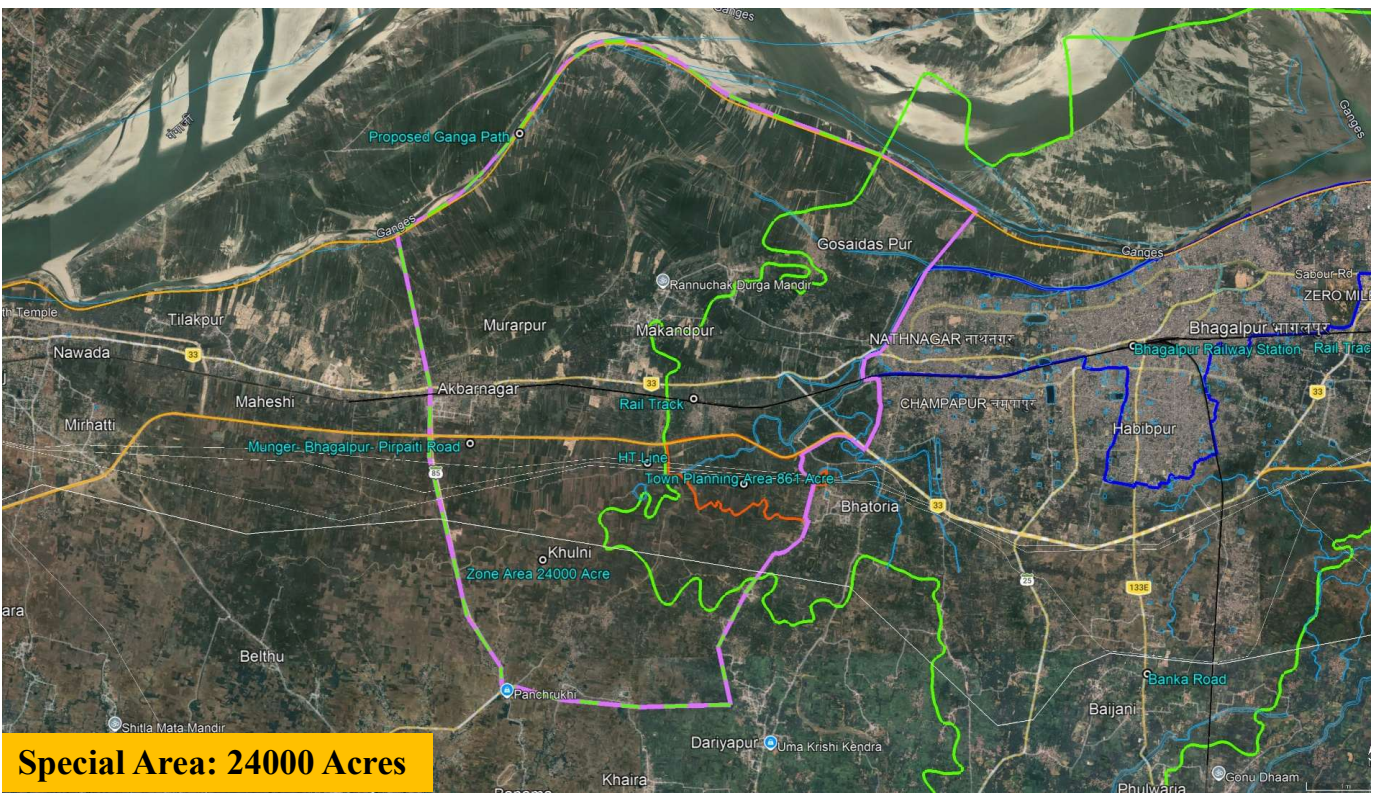 Ganges
Ganges
गंगाजी
Proposed Ganga Path
Ganges
Gosaidas Pur
Ganges
Sabour Rd
Rannuchak Durga Mandir
ZERO MILE
th Temple
Tilakpur
Murarpur
Makandpur
NATHNAGAR नाथनगर
Bhagalpur भागलपुर
Bhagalpur Railway Station
Rail Trac
Nawada
33
33
Akbarnagar
Maheshi
Rail Track
CHAMPAPUR चम्पापुर
33
Mirhatti
Habibpur
Munger- Bhagalpur- Pirpaiti Road
HT Line
85
Town Planning Area-861 Acre
Bhatoria
33
Khulni
Zone Area 24000 Acre
25
133E
ara
Belthu
Panchrukhi
Banka Road
Shitla Mata Mandir
Baijani
Dariyapur
Uma Krishi Kendra
Special Area: 24000 Acres
Khaira
Gonu Dhaam
Phulwaria